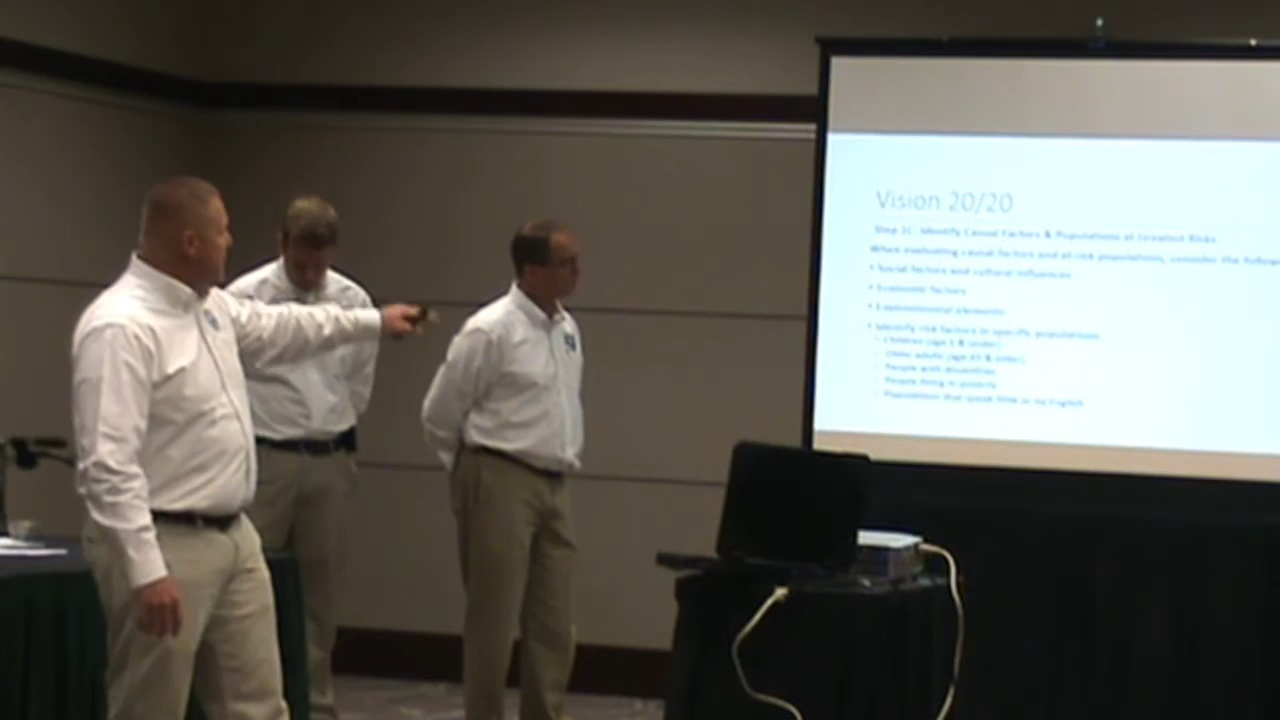 Vision 20/20
Step 1C: Identify Causal Factors & Populations at Greatest Risks
When evaluating causal factors and at-risk populations, consider the follow
• Social factors and cultural influences
• Economic factors
• Environmental elements
• Identify risk factors in specific populations
- Children (age 5 & under)
- Older adults (age 65 & older)
- People with disabilities
- People living in poverty
- Populations that speak little or no English